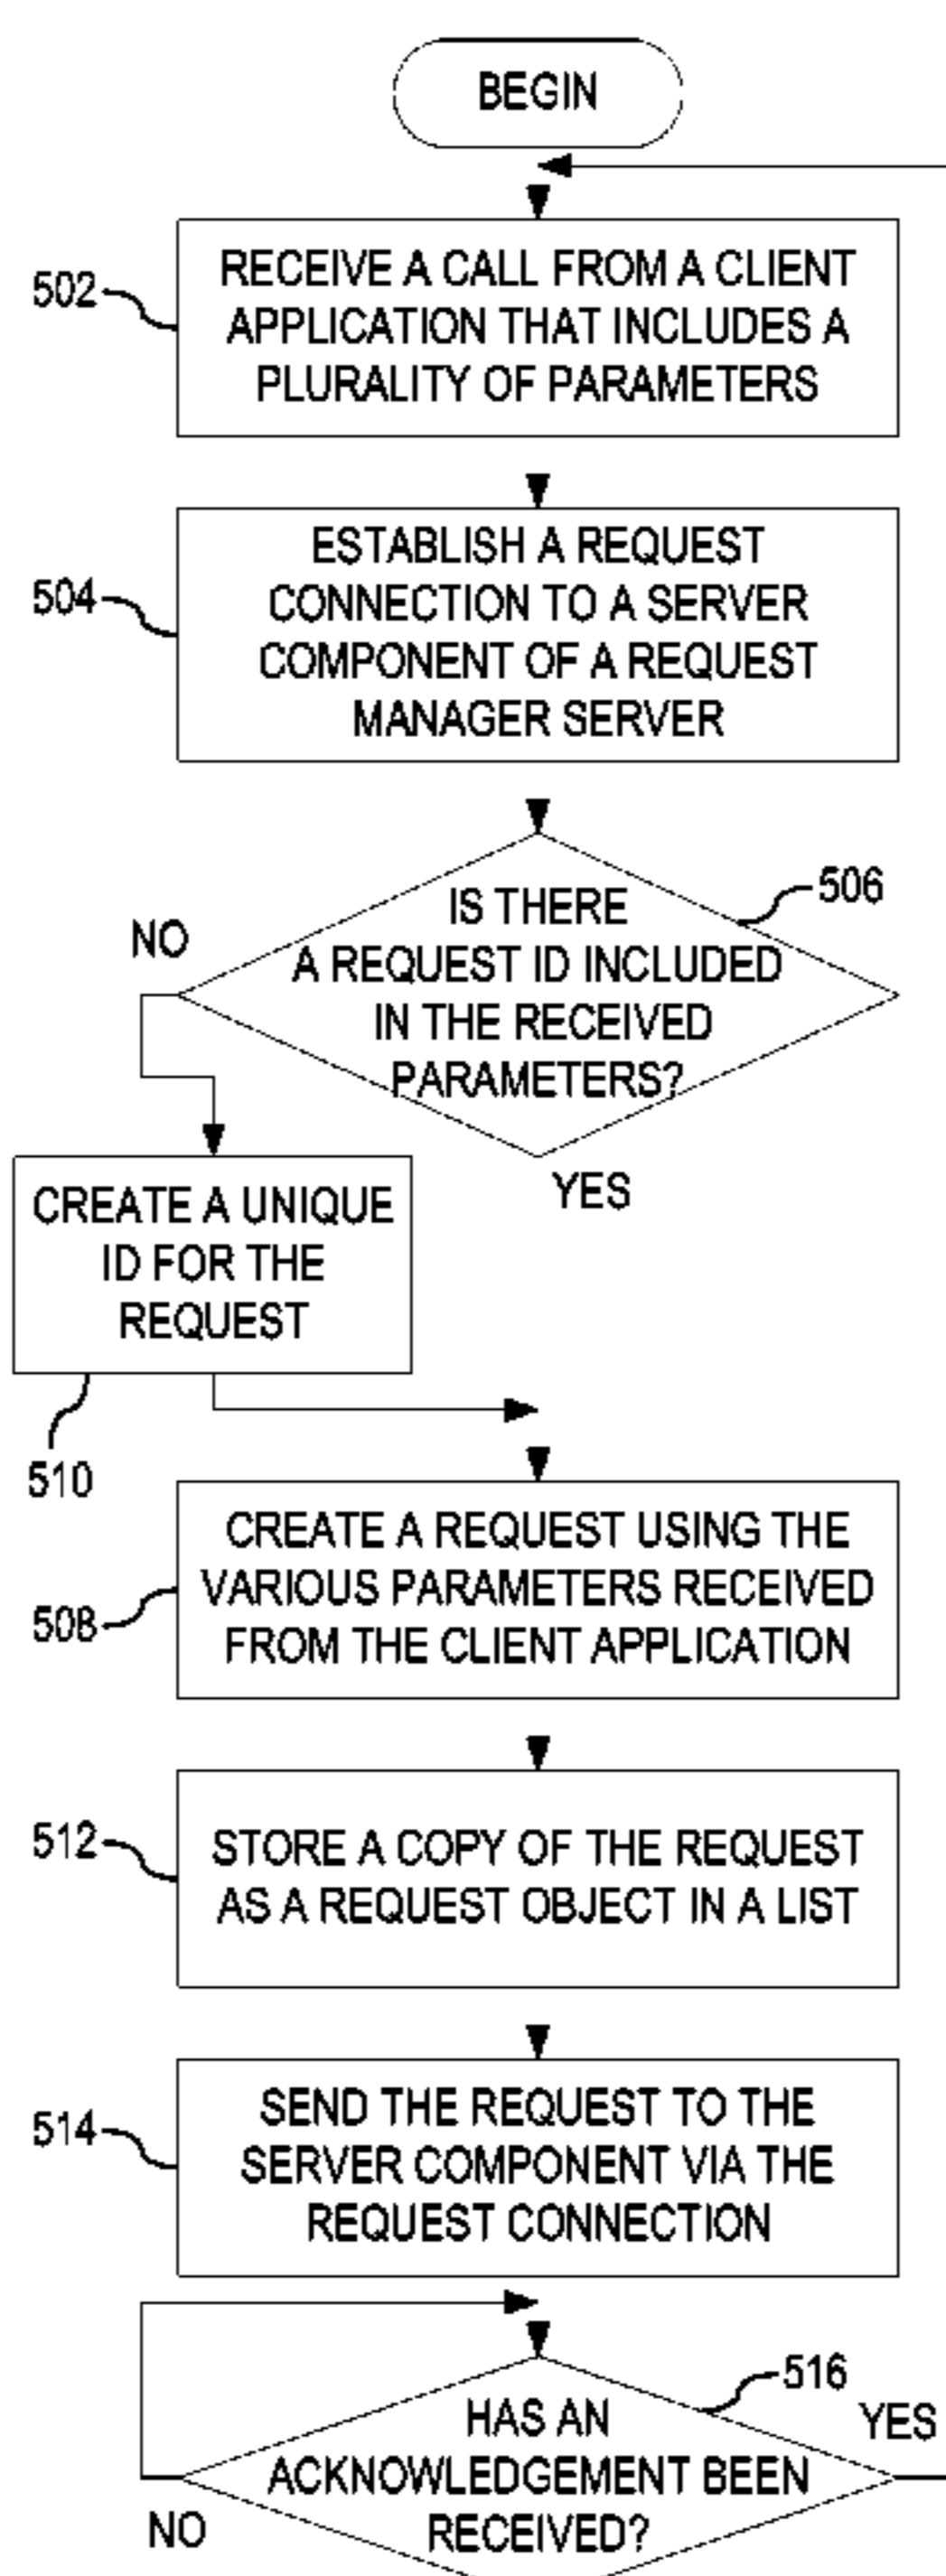 BEGIN
502
RECEIVE A CALL FROM A CLIENT
APPLICATION THAT INCLUDES A
PLURALITY OF PARAMETERS
504
ESTABLISH A REQUEST
CONNECTION TO A SERVER
COMPONENT OF A REQUEST
MANAGER SERVER
506
IS THERE
A REQUEST ID INCLUDED
IN THE RECEIVED
PARAMETERS?
NO
YES
CREATE A UNIQUE
ID FOR THE
REQUEST
510
508
CREATE A REQUEST USING THE
VARIOUS PARAMETERS RECEIVED
FROM THE CLIENT APPLICATION
512
STORE A COPY OF THE REQUEST
AS A REQUEST OBJECT IN A LIST
514
SEND THE REQUEST TO THE
SERVER COMPONENT VIA THE
REQUEST CONNECTION
516
HAS AN
ACKNOWLEDGEMENT BEEN
RECEIVED?
YES
NO